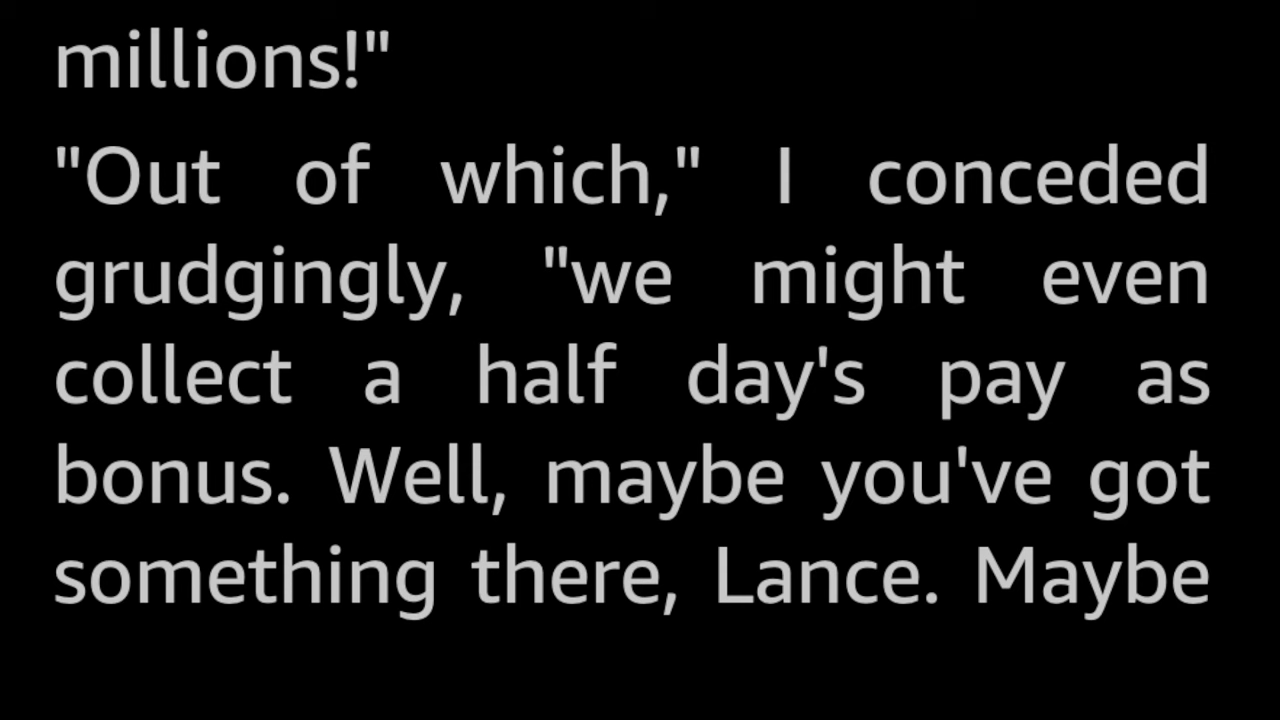 millions!"
"Out of which," I conceded
grudgingly, "we might even
collect a half day's pay as
bonus. Well, maybe you've got
something there, Lance. Maybe